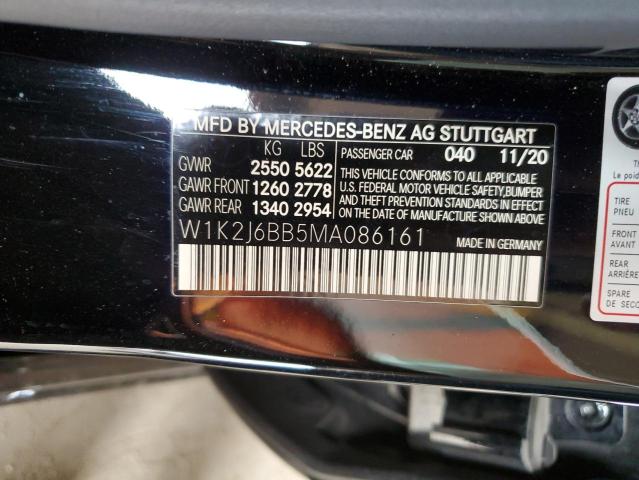 MFD BY MERCEDES-BENZ AG STUTTGART
KG LBS
PASSENGER CAR 040 11/20
GVWR 2550 5622
GAWR FRONT 1260 2778
GAWR REAR 1340 2954
THIS VEHICLE CONFORMS TO ALL APPLICABLE
U.S. FEDERAL MOTOR VEHICLE SAFETY, BUMPER
AND THEFT PREVENTION STANDARDS IN EFFECT
ON THE DATE OF MANUFACTURE SHOWN ABOVE.
W1K2J6BB5MA086161
Le poid
TIRE
PNEU
FRONT
AVANT
REAR
ARRIÈRE
SPARE
DE SECO